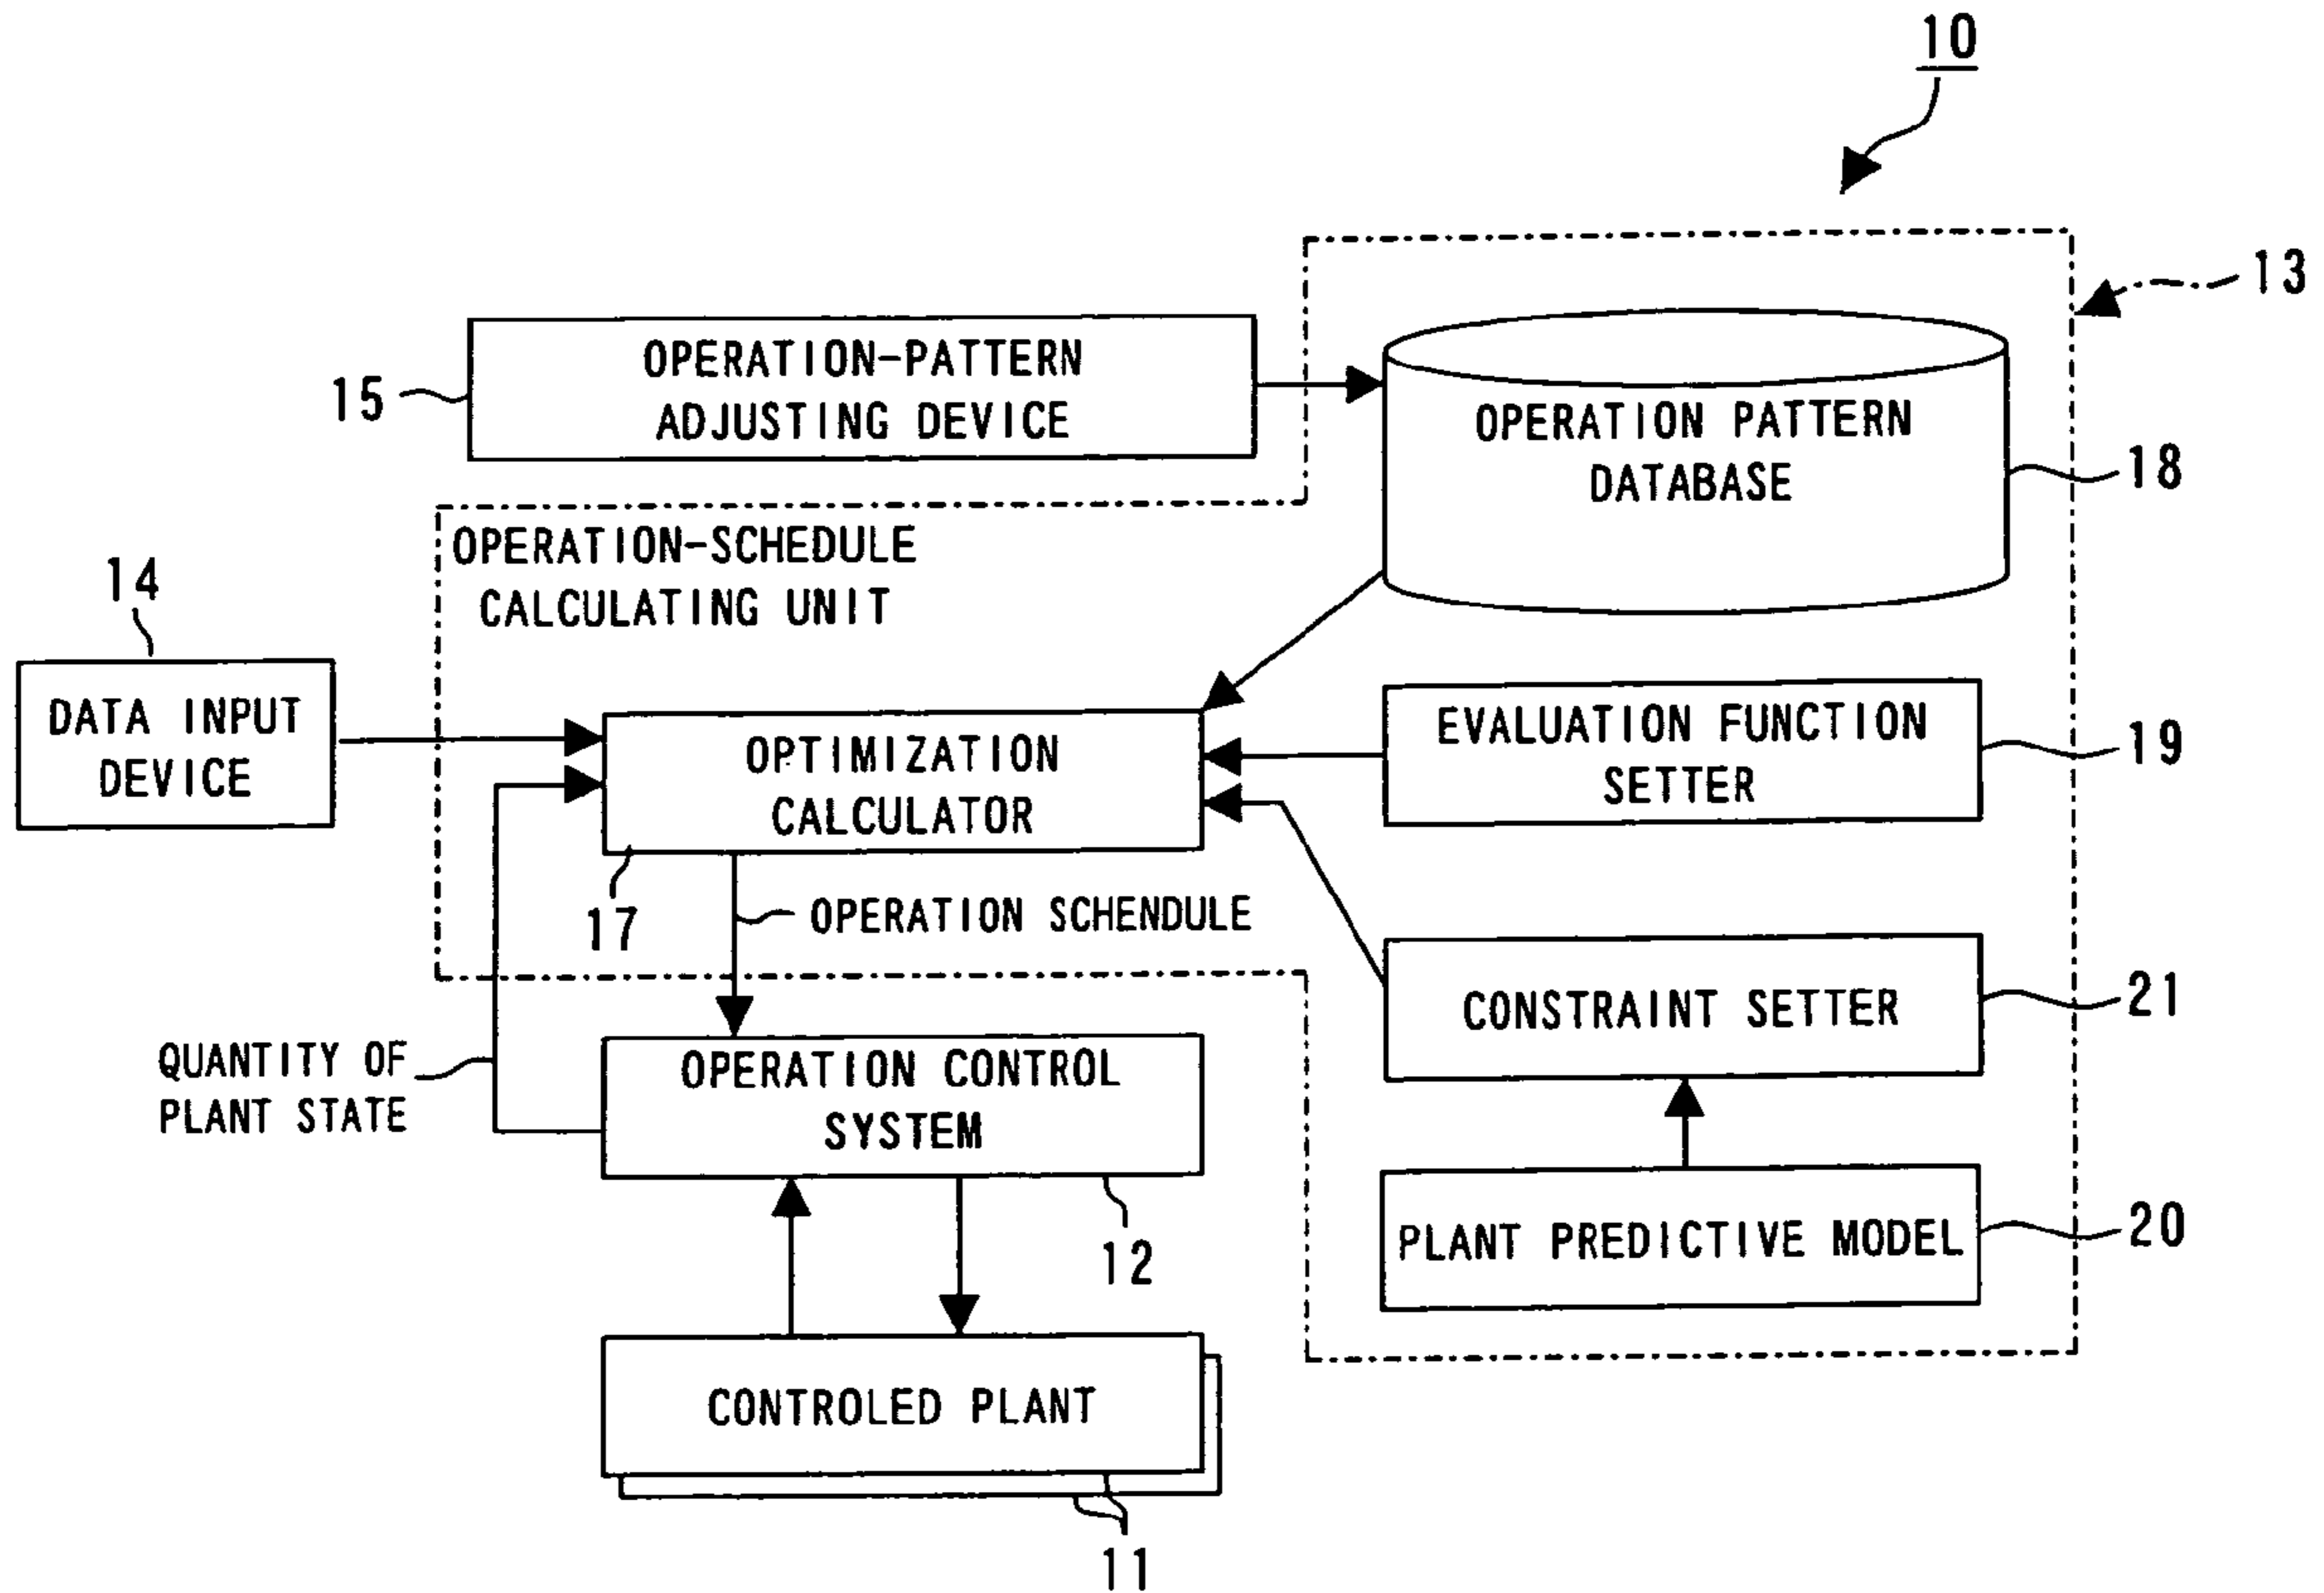 10
13
OPERATION-PATTERN
ADJUSTING DEVICE
15
OPERATION PATTERN
DATABASE
18
OPERATION-SCHEDULE
CALCULATING UNIT
14
DATA INPUT
DEVICE
OPTIMIZATION
CALCULATOR
17
EVALUATION FUNCTION
SETTER
19
OPERATION SCHENDULE
CONSTRAINT SETTER
21
QUANTITY OF
PLANT STATE
OPERATION CONTROL
SYSTEM
12
PLANT PREDICTIVE MODEL
20
CONTROLED PLANT
11